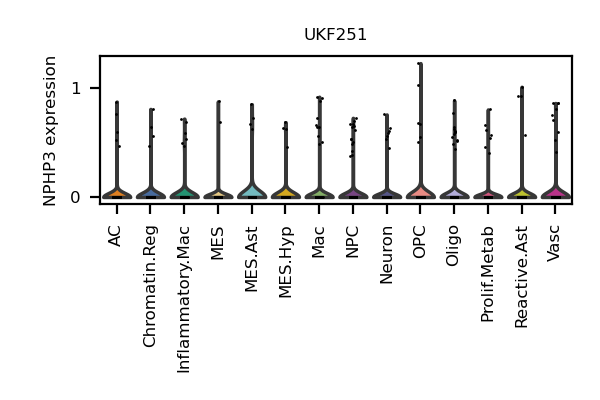 UKF251
NPHP3 expression
1
0
AC
Chromatin.Reg
Inflammatory.Mac
MES
MES.Ast
MES.Hyp
Mac
NPC
Neuron
OPC
Oligo
Prolif.Metab
Reactive.Ast
Vasc